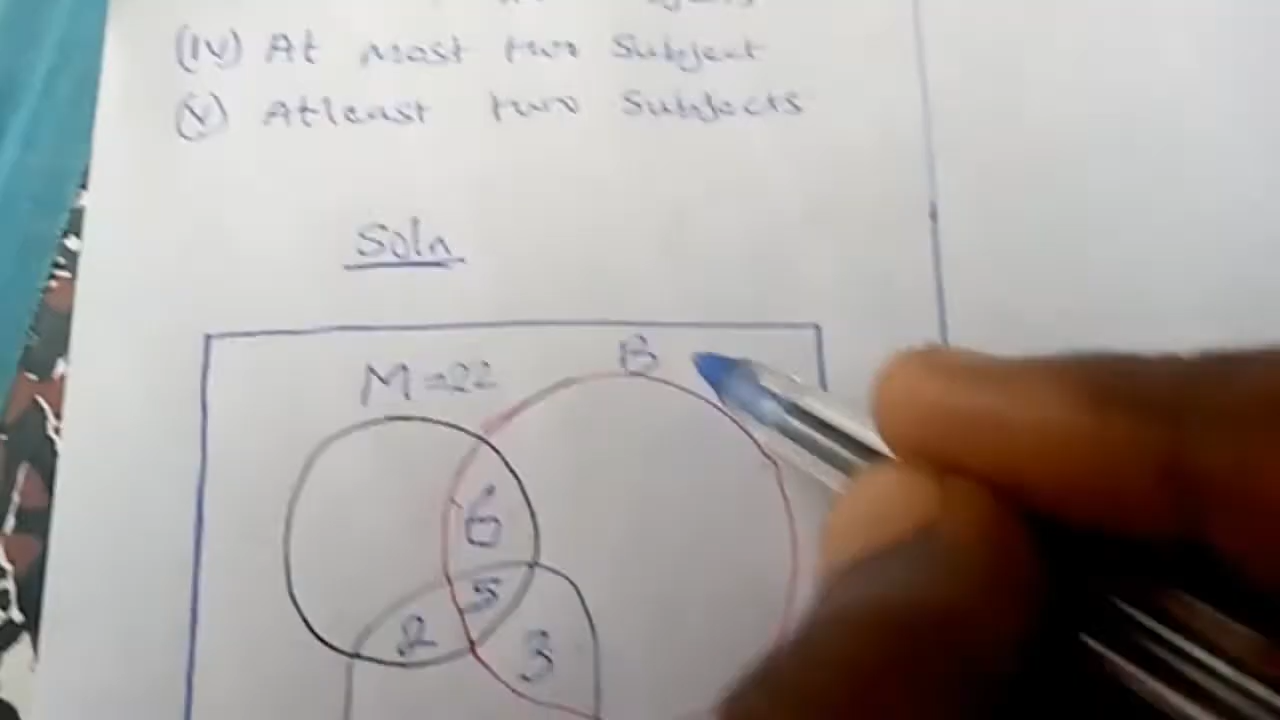 (iv) At most two Subject
(v) Atleast two Subjects
Soln
M=22
B
6
5
2
3